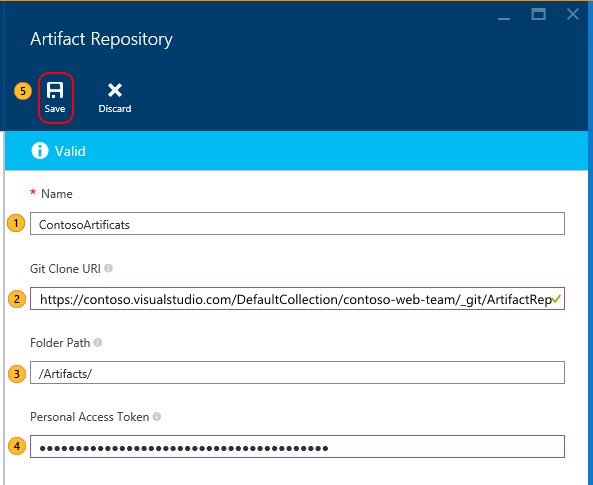 Artifact Repository
5
Save
Discard
Valid
* Name
1
ContosoArtificats
Git Clone URI
2
https://contoso.visualstudio.com/DefaultCollection/contoso-web-team/_git/ArtifactRep
Folder Path
3
/Artifacts/
Personal Access Token
4
••••••••••••••••••••••••••••••••••••••••